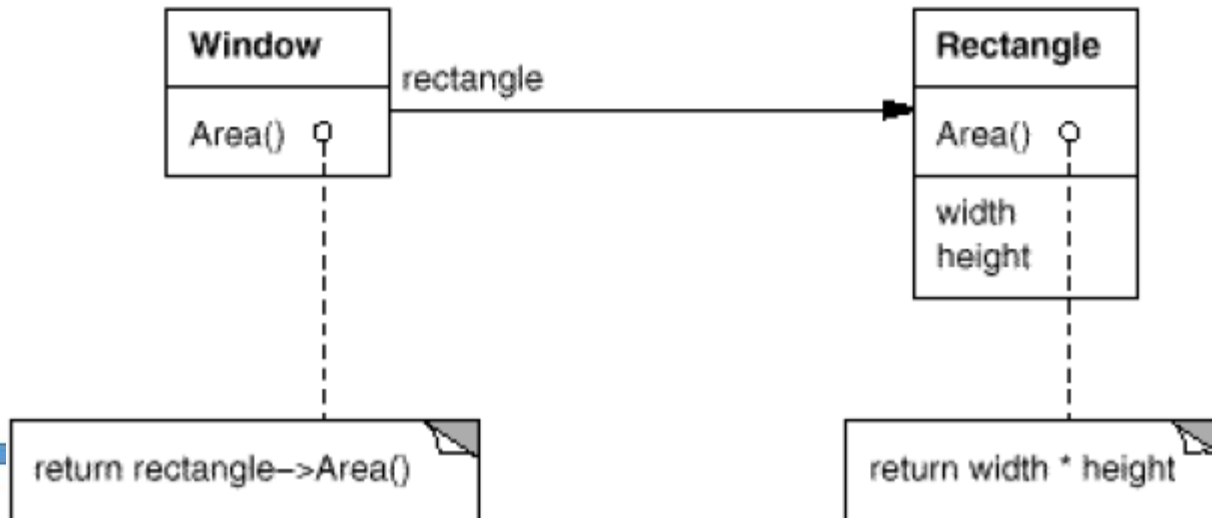 Window
Area()
rectangle
Rectangle
Area()
width
height
return rectangle–>Area()
return width * height